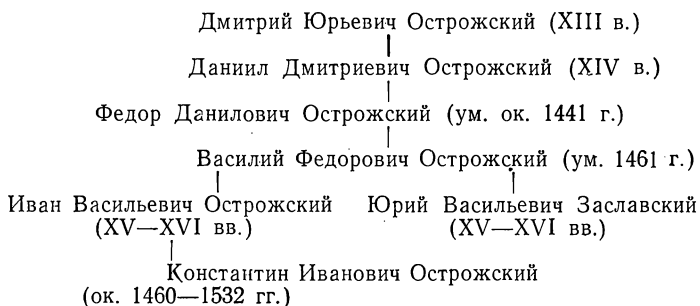 Дмитрий Юрьевич Острожский (XIII в.)
Даниил Дмитриевич Острожский (XIV в.)
Федор Данилович Острожский (ум. ок. 1441 г.)
Василий Федорович Острожский (ум. 1461 г.)
Иван Васильевич Острожский Юрий Васильевич Заславский
(XV—XVI вв.) (XV—XVI вв.)
Константин Иванович Острожский
(ок. 1460—1532 гг.)